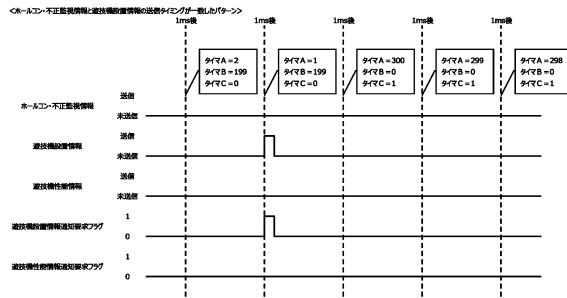 <ホールコン・不正監視情報と遊技機設置情報の送信タイミングが一致したパターン>
1ms後 1ms後 1ms後 1ms後 1ms後
タイマA=2
タイマB=199
タイマC=0
タイマA=1
タイマB=199
タイマC=0
タイマA=300
タイマB=0
タイマC=1
タイマA=299
タイマB=0
タイマC=1
タイマA=298
タイマB=0
タイマC=1
ホールコン・不正監視情報
送信
未送信
遊技機設置情報
送信
未送信
遊技機性能情報
送信
未送信
遊技機設置情報通知要求フラグ
1
0
遊技機性能情報通知要求フラグ
1
0